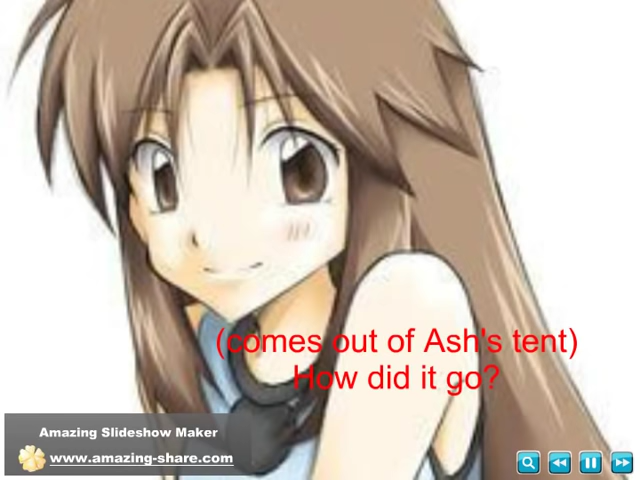 (comes out of Ash's tent)
How did it go?
Amazing Slideshow Maker
www.amazing-share.com